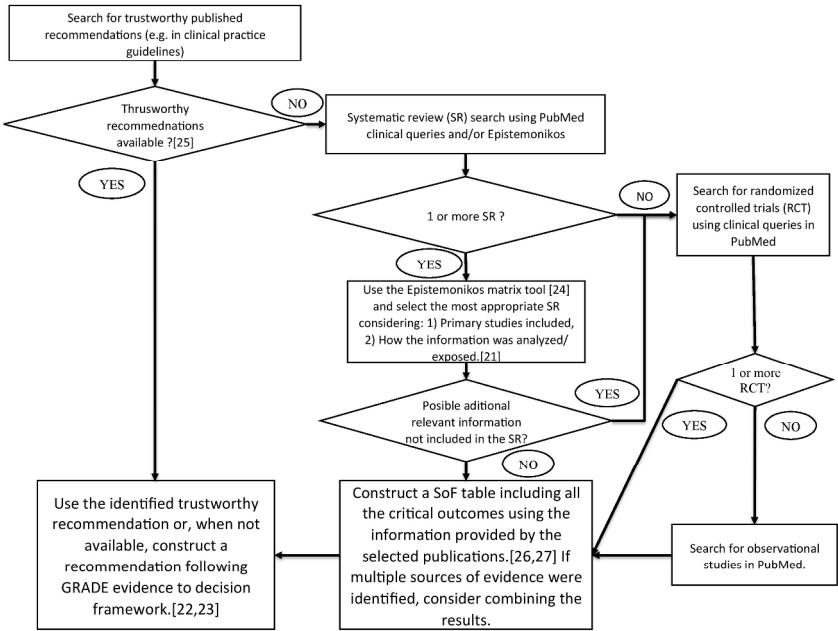 Search for trustworthy published
recommendations (e.g. in clinical practice
guidelines)
Thrusworthy
recommednations
available ?[25]
NO
YES
Systematic review (SR) search using PubMed
clinical queries and/or Epistemonikos
1 or more SR ?
NO
YES
Search for randomized
controlled trials (RCT)
using clinical queries in
PubMed
Use the Epistemonikos matrix tool [24]
and select the most appropriate SR
considering: 1) Primary studies included,
2) How the information was analyzed/
exposed.[21]
Posible aditional
relevant information
not included in the SR?
YES
NO
1 or more
RCT?
YES
NO
Use the identified trustworthy
recommendation or, when not
available, construct a
recommendation following
GRADE evidence to decision
framework.[22,23]
Construct a SoF table including all
the critical outcomes using the
information provided by the
selected publications.[26,27] If
multiple sources of evidence were
identified, consider combining the
results.
Search for observational
studies in PubMed.